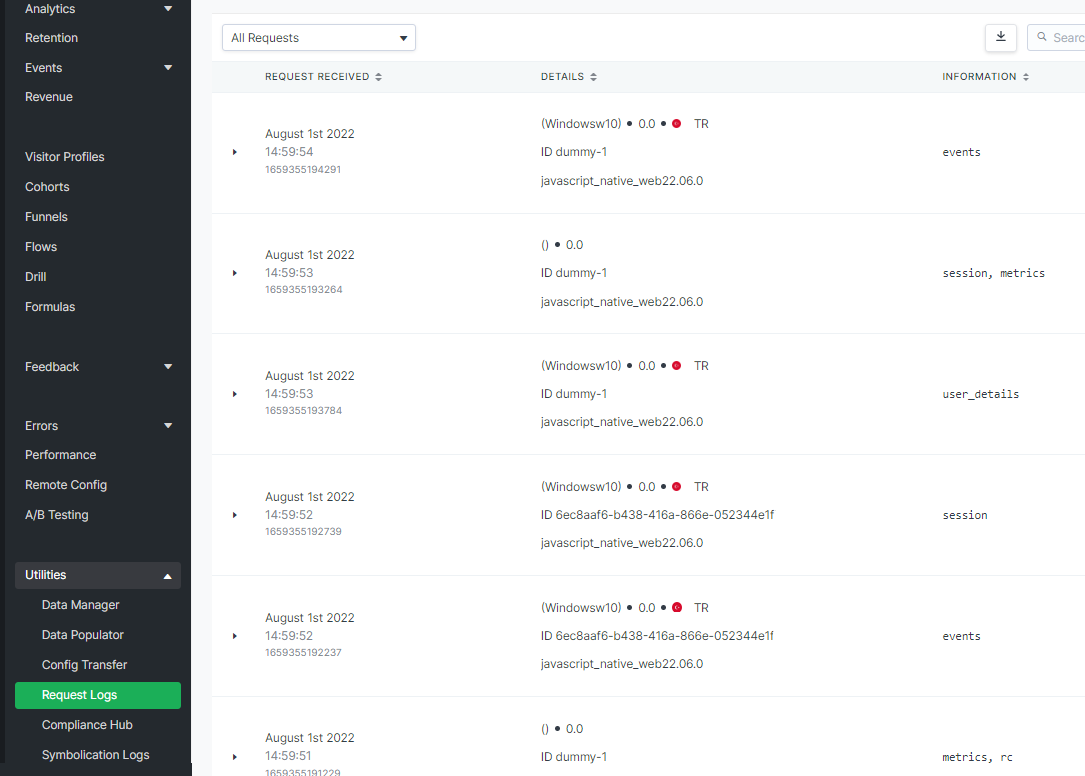 Analytics
Retention
Events
Revenue
Visitor Profiles
Cohorts
Funnels
Flows
Drill
Formulas
Feedback
Errors
Performance
Remote Config
A/B Testing
Utilities
Data Manager
Data Populator
Config Transfer
Request Logs
Compliance Hub
Symbolication Logs
All Requests
Searc
REQUEST RECEIVED DETAILS INFORMATION
August 1st 2022
14:59:54
1659355194291
(Windowsw10) • 0.0 • TR
ID dummy-1
javascript_native_web22.06.0
events
August 1st 2022
14:59:53
1659355193264
() • 0.0
ID dummy-1
javascript_native_web22.06.0
session, metrics
August 1st 2022
14:59:53
1659355193784
(Windowsw10) • 0.0 • TR
ID dummy-1
javascript_native_web22.06.0
user_details
August 1st 2022
14:59:52
1659355192739
(Windowsw10) • 0.0 • TR
ID 6ec8aaf6-b438-416a-866e-052344e1f
javascript_native_web22.06.0
session
August 1st 2022
14:59:52
1659355192237
(Windowsw10) • 0.0 • TR
ID 6ec8aaf6-b438-416a-866e-052344e1f
javascript_native_web22.06.0
events
August 1st 2022
14:59:51
1659355191229
() • 0.0
ID dummy-1
metrics, rc